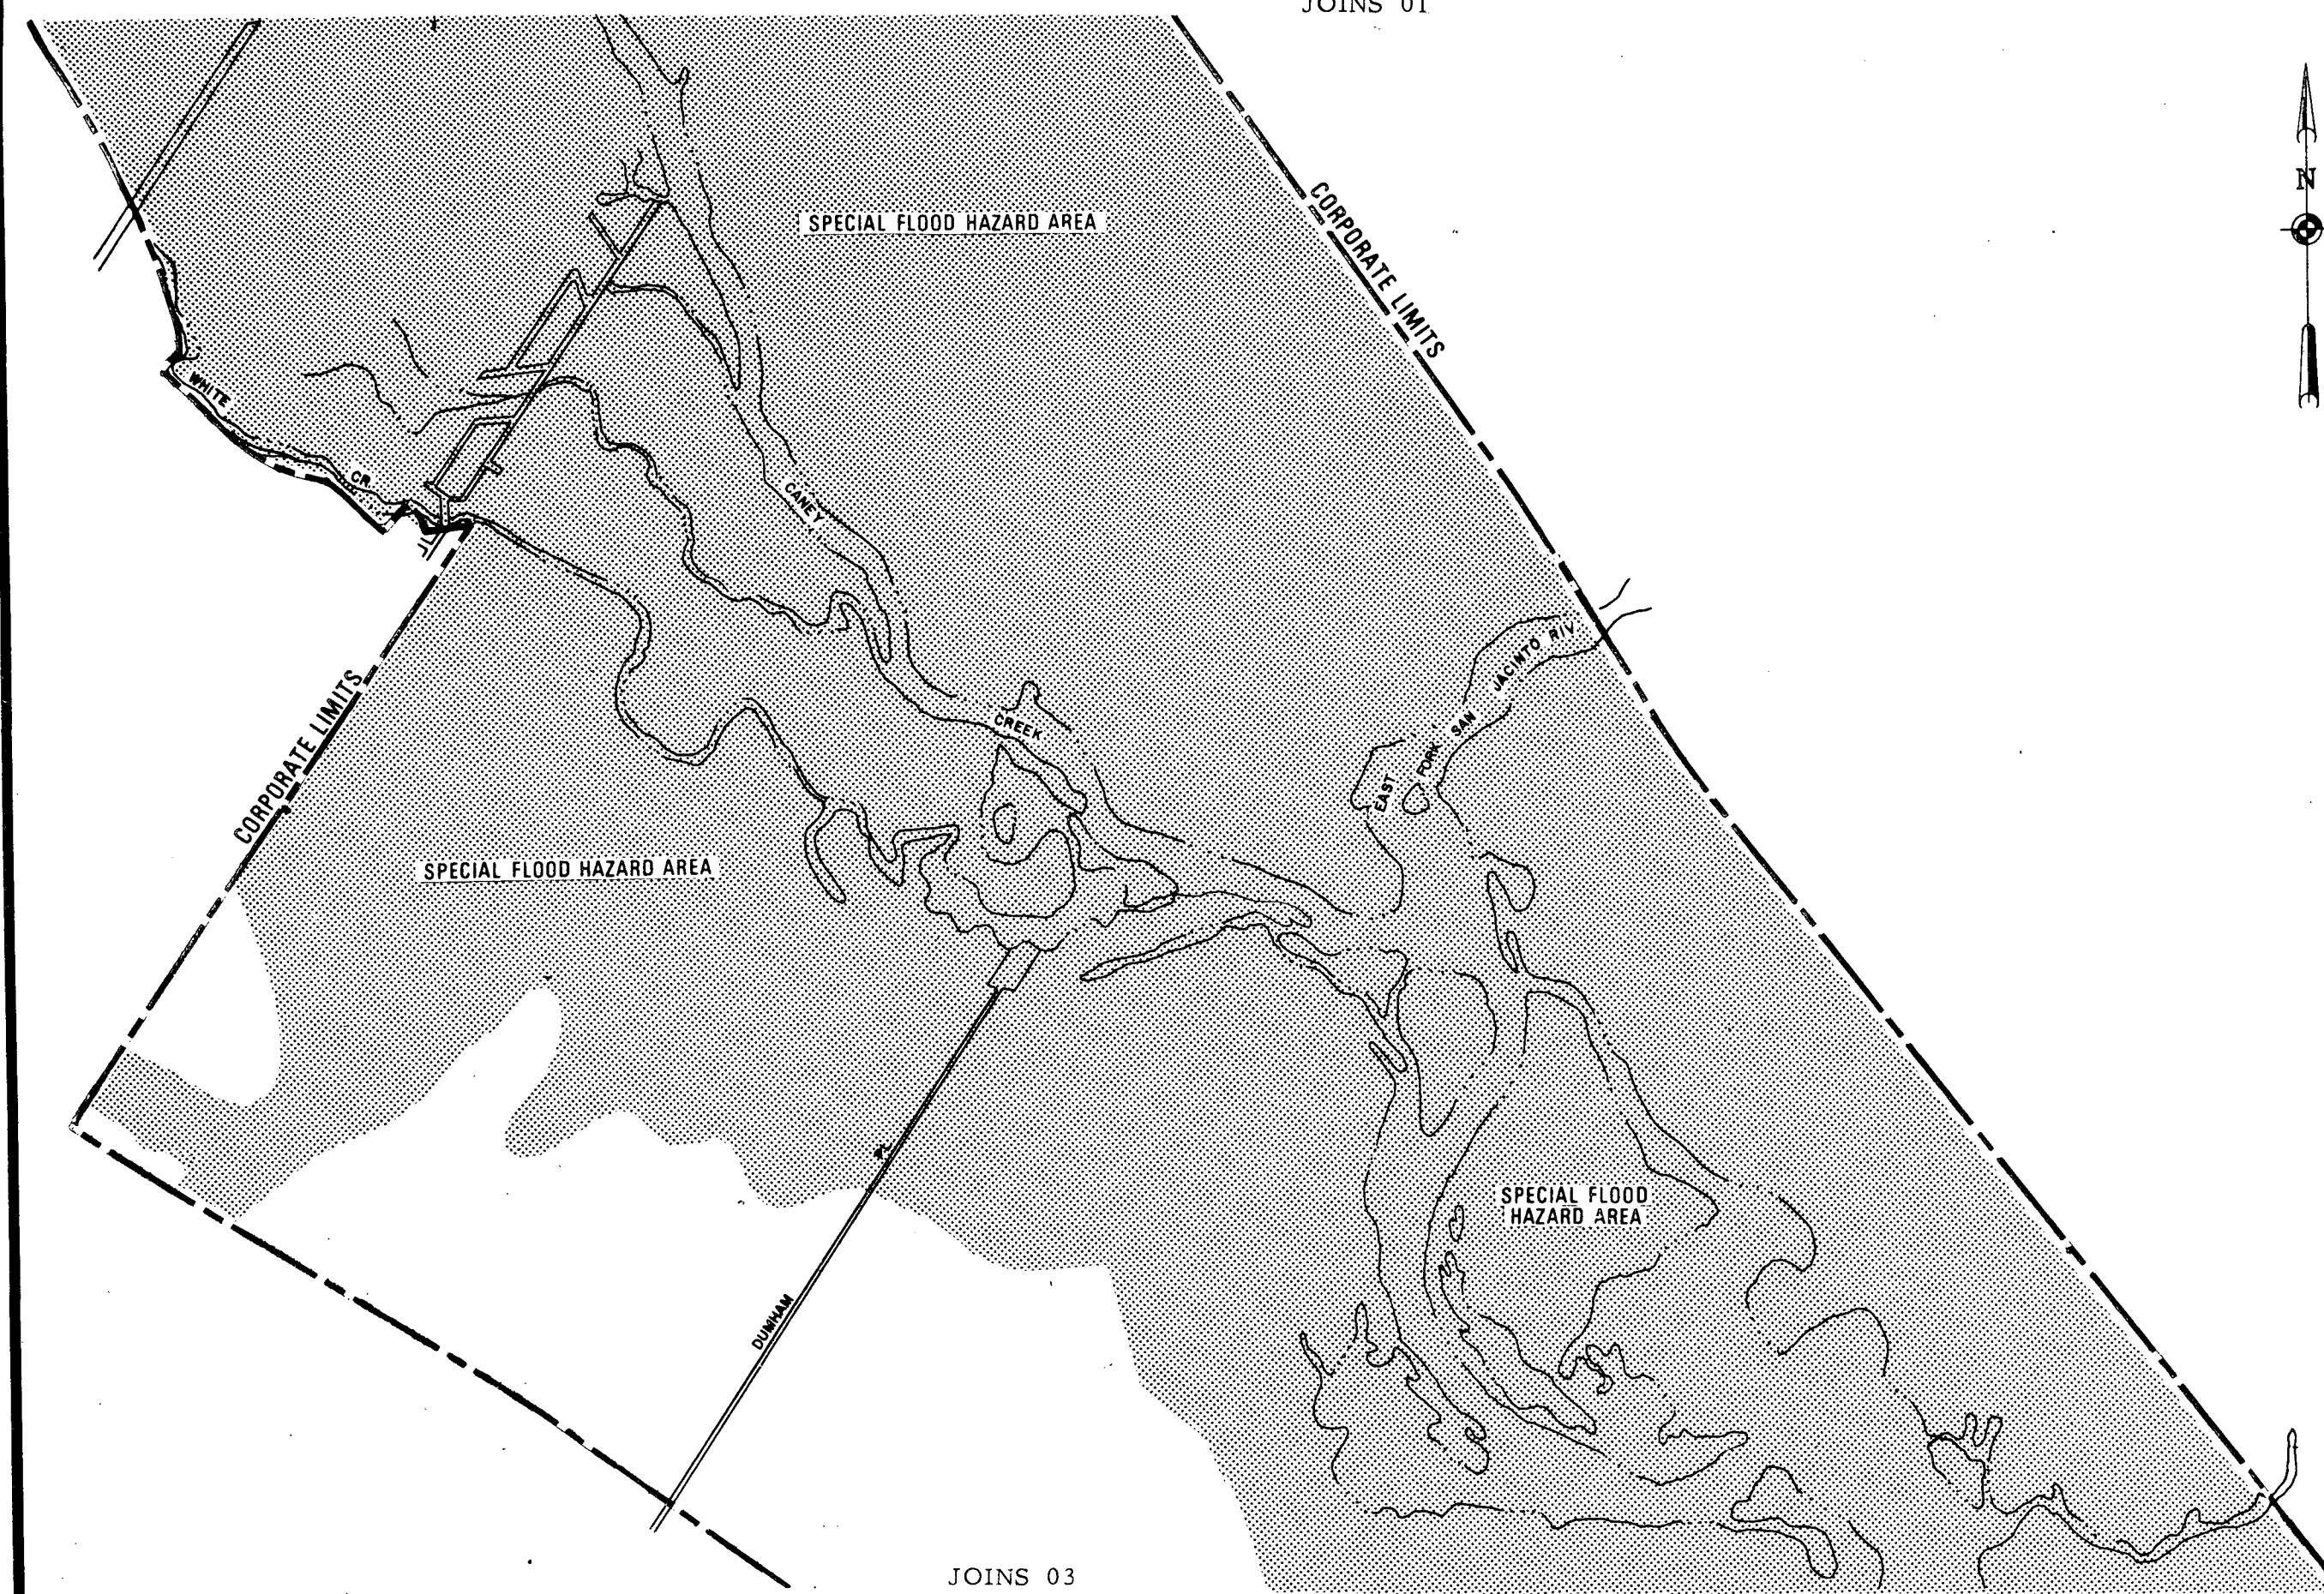 JOINS 01
N
SPECIAL FLOOD HAZARD AREA
CORPORATE LIMITS
WHITE
CR.
CANEY
CREEK
EAST FORK SAN JACINTO RIV.
CORPORATE LIMITS
SPECIAL FLOOD HAZARD AREA
SPECIAL FLOOD
HAZARD AREA
DUNHAM
JOINS 03